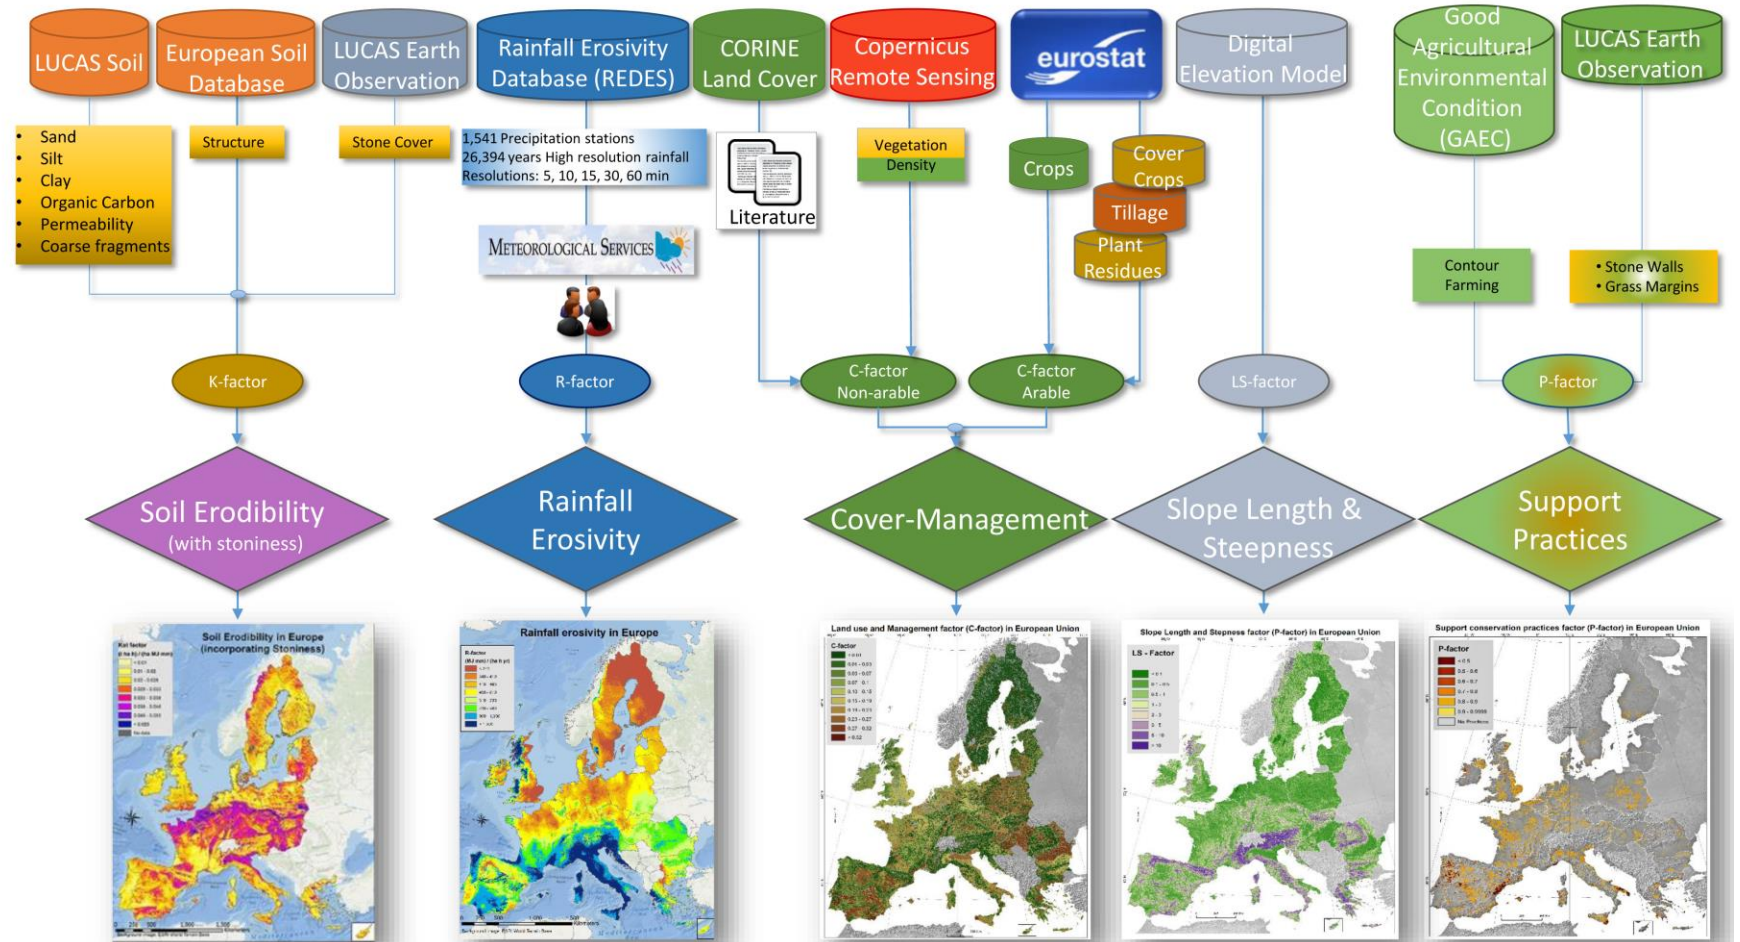 LUCAS Soil
European Soil
Database
LUCAS Earth
Observation
Rainfall Erosivity
Database (REDES)
CORINE
Land Cover
Copernicus
Remote Sensing
eurostat
Digital
Elevation Model
Good
Agricultural
Environmental
Condition
(GAEC)
LUCAS Earth
Observation
• Sand
• Silt
• Clay
• Organic Carbon
• Permeability
• Coarse fragments
Structure
Stone Cover
1,541 Precipitation stations
26,394 years High resolution rainfall
Resolutions: 5, 10, 15, 30, 60 min
METEOROLOGICAL SERVICES
Literature
Vegetation
Density
Crops
Cover
Crops
Tillage
Plant
Residues
Contour
Farming
• Stone Walls
• Grass Margins
K-factor
R-factor
C-factor
Non-arable
C-factor
Arable
LS-factor
P-factor
Soil Erodibility
(with stoniness)
Rainfall
Erosivity
Cover-Management
Slope Length &
Steepness
Support
Practices
Soil Erodibility in Europe
(incorporating Stoniness)
Rainfall erosivity in Europe
R-factor
Land use and Management factor (C-factor) in European Union
C-factor
Slope Length and Stepness factor (P-factor) in European Union
LS - Factor
Support conservation practices factor (P-factor) in European Union
P-factor
No Practices